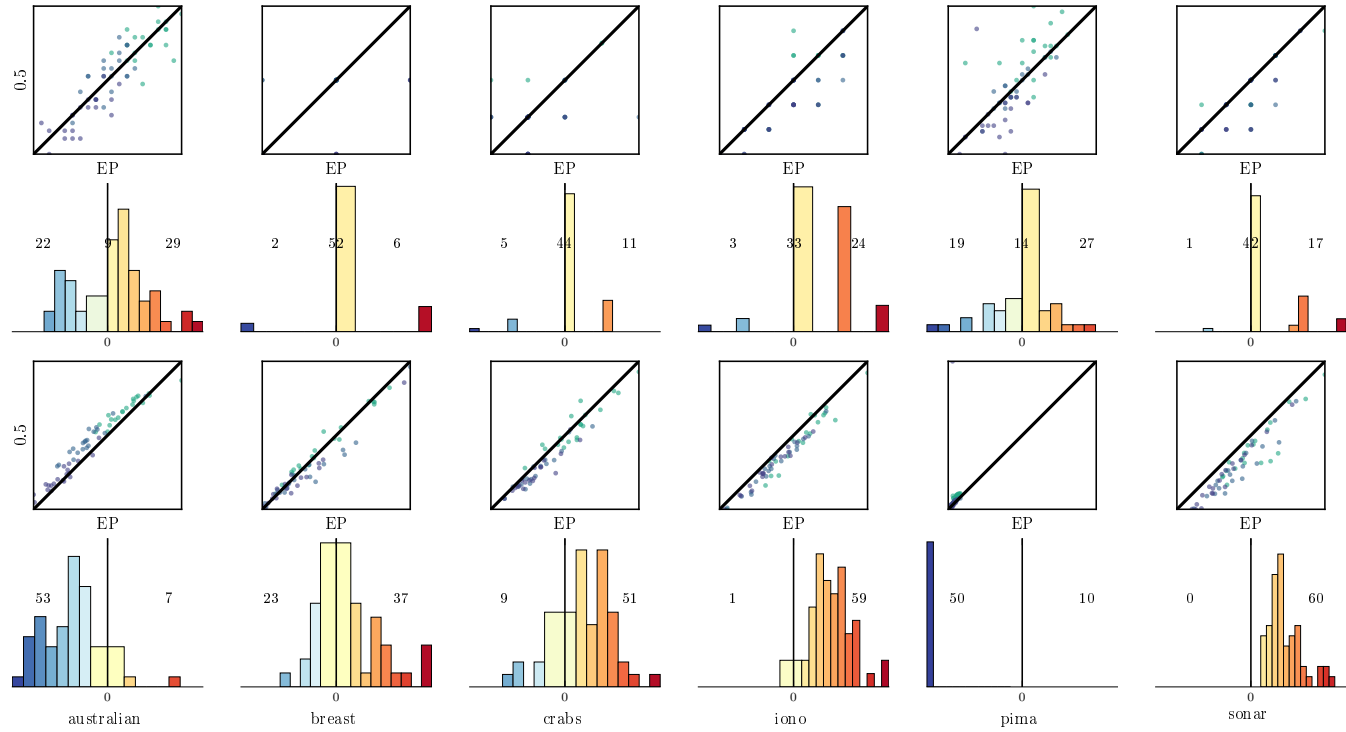 0.5
EP EP EP EP EP EP
22 9 29 2 52 6 5 44 11 3 33 24 19 14 27 1 42 17
0 0 0 0 0 0
0.5
EP EP EP EP EP EP
53 7 23 37 9 51 1 59 50 10 0 60
0 0 0 0 0 0
australian breast crabs iono pima sonar